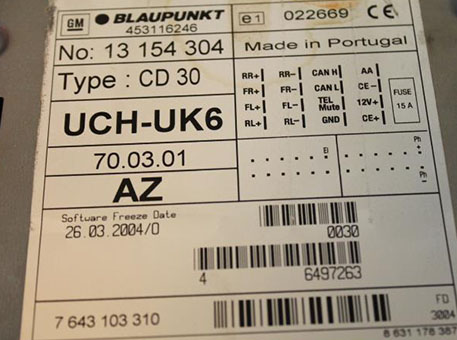 GM BLAUPUNKT e1 022669 CE
453116246
No: 13 154 304 Made in Portugal
Type : CD 30
RR+ RR- CAN H AA
FR+ FR- CAN L CE- FUSE
FL+ FL- TEL Mute 12V+ 15 A
RL+ RL- GND CE+
UCH-UK6
70.03.01
El Ph+
Ph-
AZ
Software Freeze Date
26.03.2004/0 0030
4 6497263
7 643 103 310 FD
3004
8 631 178 387